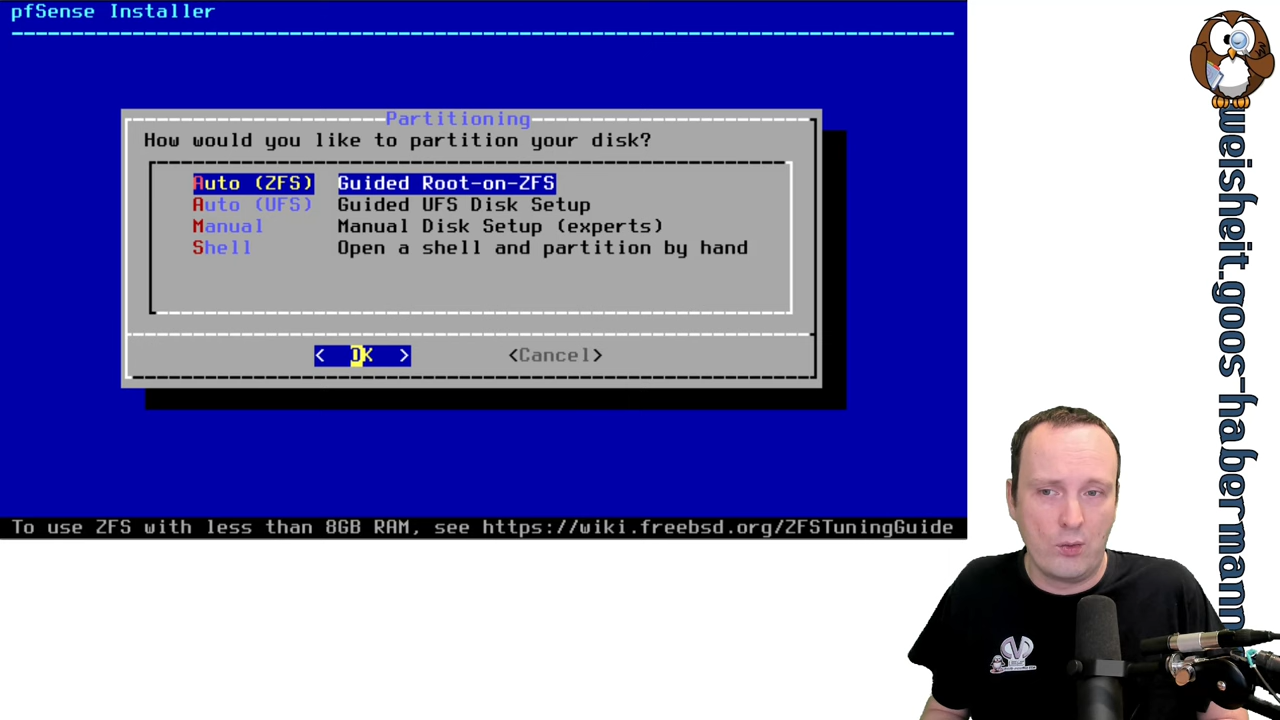 pfSense Installer
Partitioning
How would you like to partition your disk?
Auto (ZFS) Guided Root-on-ZFS
Auto (UFS) Guided UFS Disk Setup
Manual Manual Disk Setup (experts)
Shell Open a shell and partition by hand
< OK > <Cancel>
To use ZFS with less than 8GB RAM, see https://wiki.freebsd.org/ZFSTuningGuide
weisheit.goos-habermann